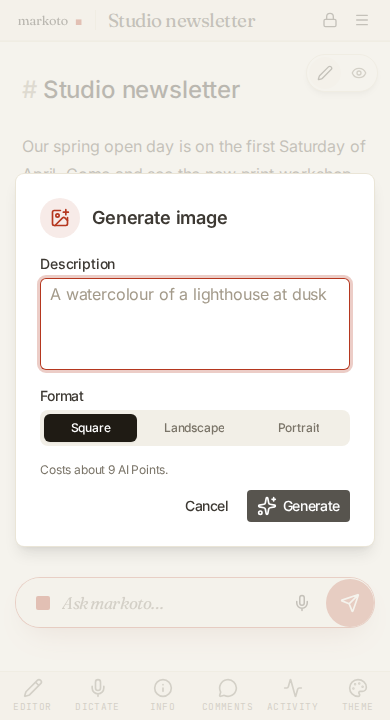 markoto
Studio newsletter
# Studio newsletter
Our spring open day is on the first Saturday of
April. Come and see the new print workshop
Generate image
Description
A watercolour of a lighthouse at dusk
Format
Square Landscape Portrait
Costs about 9 AI Points.
Cancel Generate
Ask markoto...
EDITOR DICTATE INFO COMMENTS ACTIVITY THEME